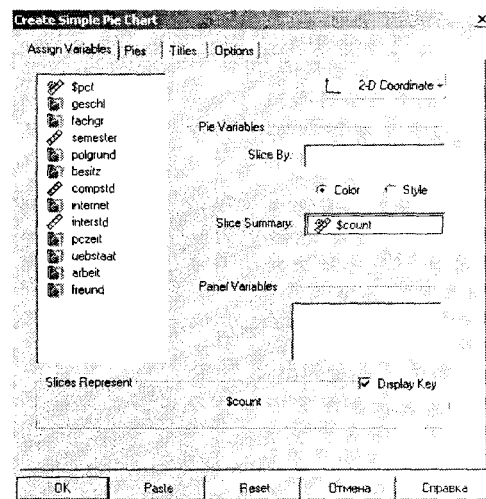 Create Simple Pie Chart
Assign Variables Pies Titles Options
$pct
geschl
fachgr
semester
polgrund
besitz
compstd
internet
interstd
pczeit
uebstaat
arbeit
freund
2-D Coordinate
Pie Variables
Slice By:
Color Style
Slice Summary: $count
Panel Variables
Slices Represent
Display Key
$count
OK Paste Reset Отмена Справка